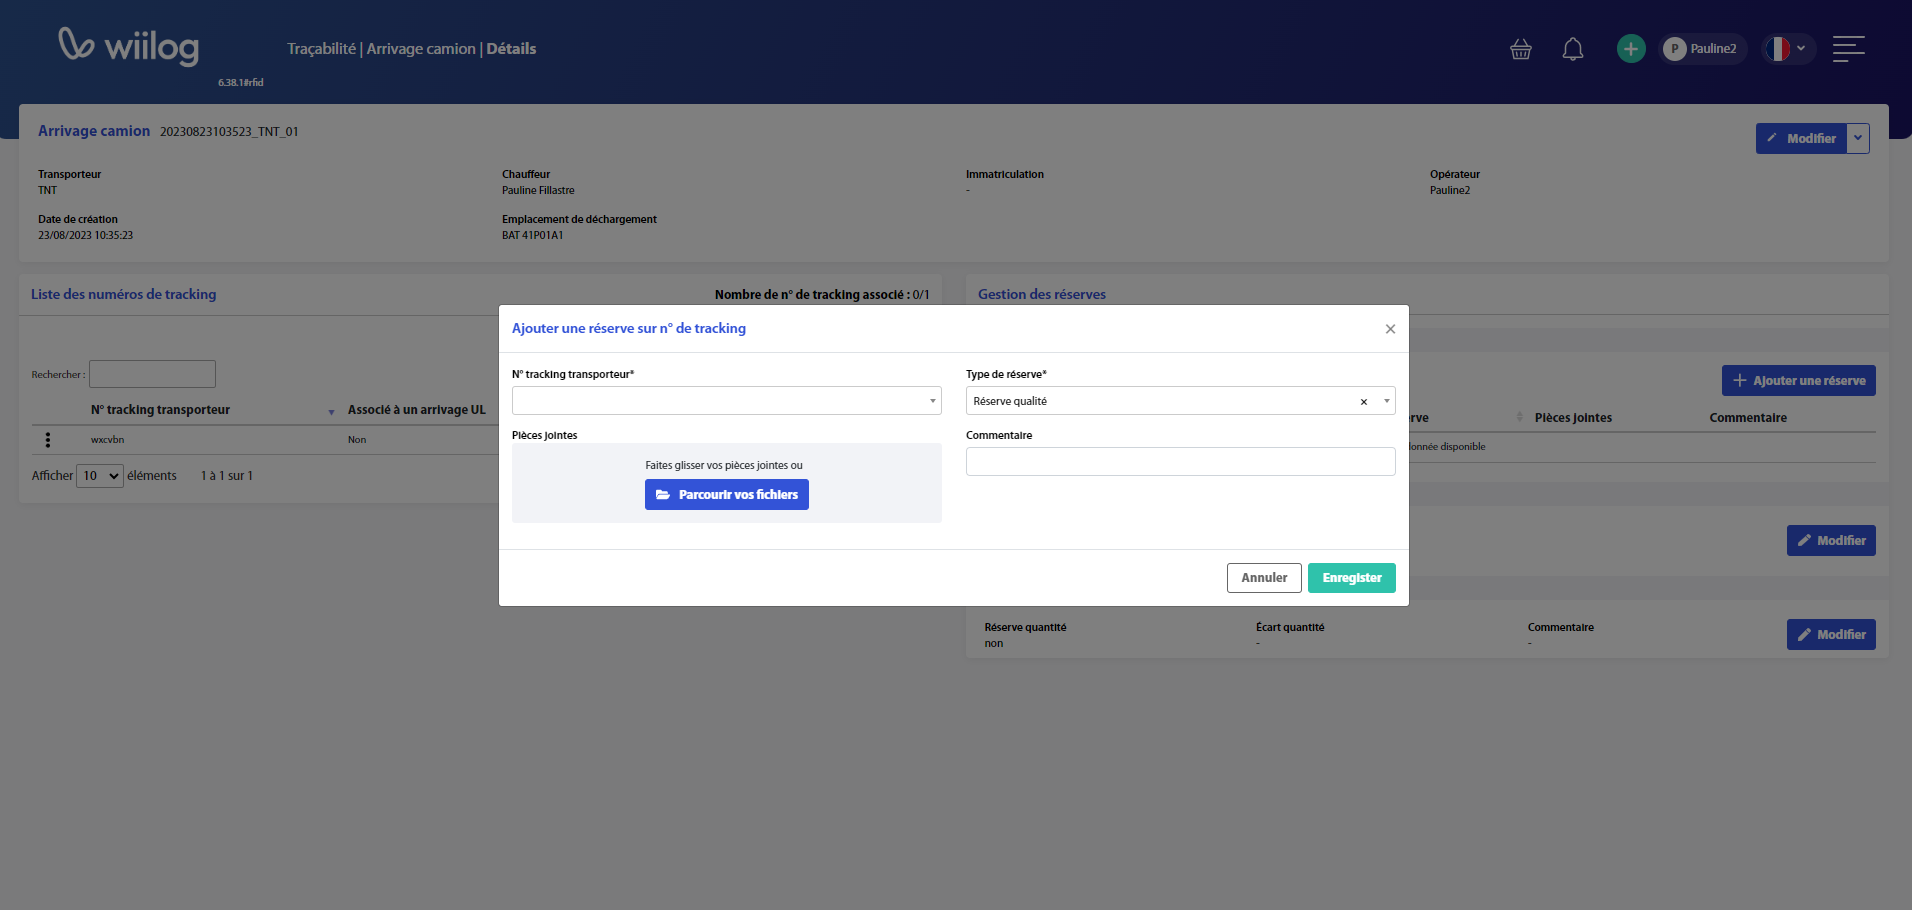 wiilog
6.38.1#rfid
Traçabilité | Arrivage camion | Détails
P Pauline2
Arrivage camion 20230823103523_TNT_01
Modifier
Transporteur
TNT
Chauffeur
Pauline Fillastre
Immatriculation
-
Opérateur
Pauline2
Date de création
23/08/2023 10:35:23
Emplacement de déchargement
BAT 41P01A1
Liste des numéros de tracking
Nombre de n° de tracking associé : 0/1
Gestion des réserves
Rechercher :
N° tracking transporteur
Associé à un arrivage UL
wxcvbn
Non
Afficher 10 éléments
1 à 1 sur 1
Ajouter une réserve sur n° de tracking
×
N° tracking transporteur*
Type de réserve*
Réserve qualité
×
Pièces jointes
Faites glisser vos pièces jointes ou
Parcourir vos fichiers
Commentaire
Annuler
Enregister
+ Ajouter une réserve
rve
Pièces jointes
Commentaire
donnée disponible
Modifier
Réserve quantité
non
Écart quantité
-
Commentaire
-
Modifier